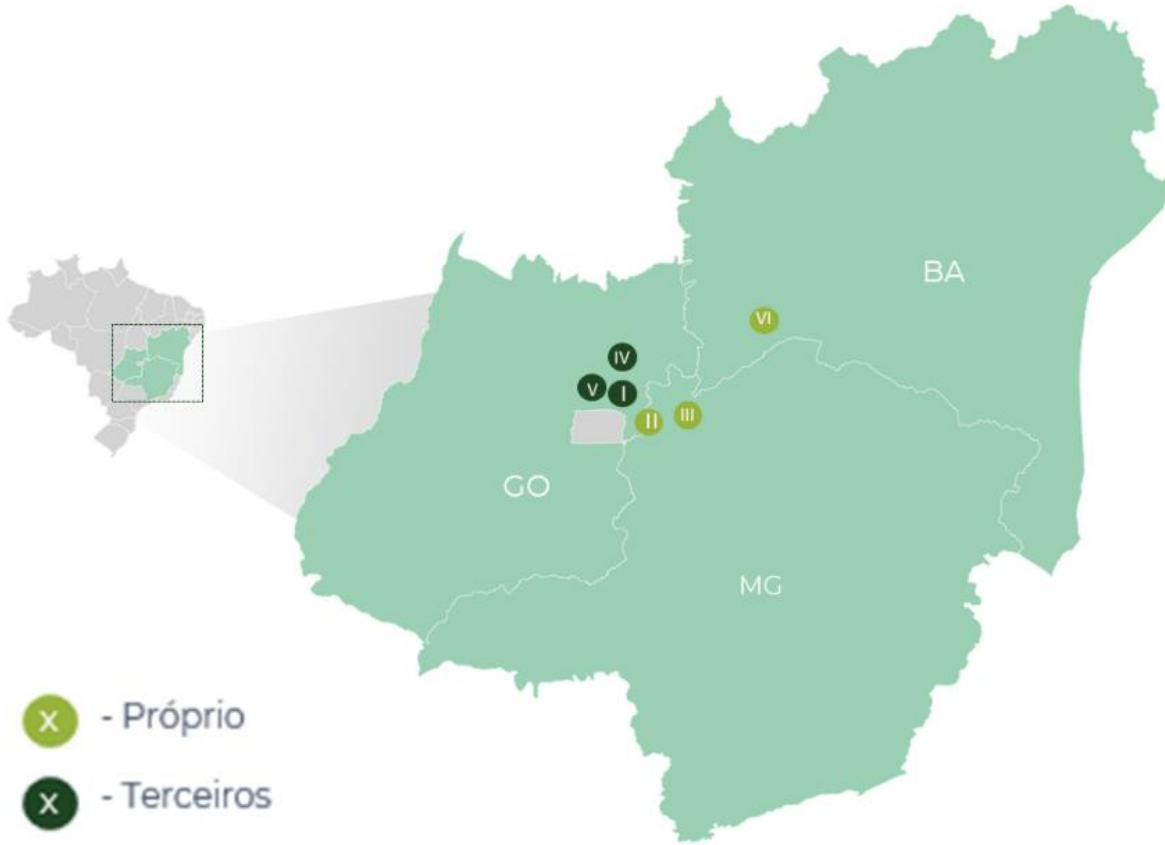 BA
VI
IV
V
I
II
III
GO
MG
X - Próprio
X - Terceiros